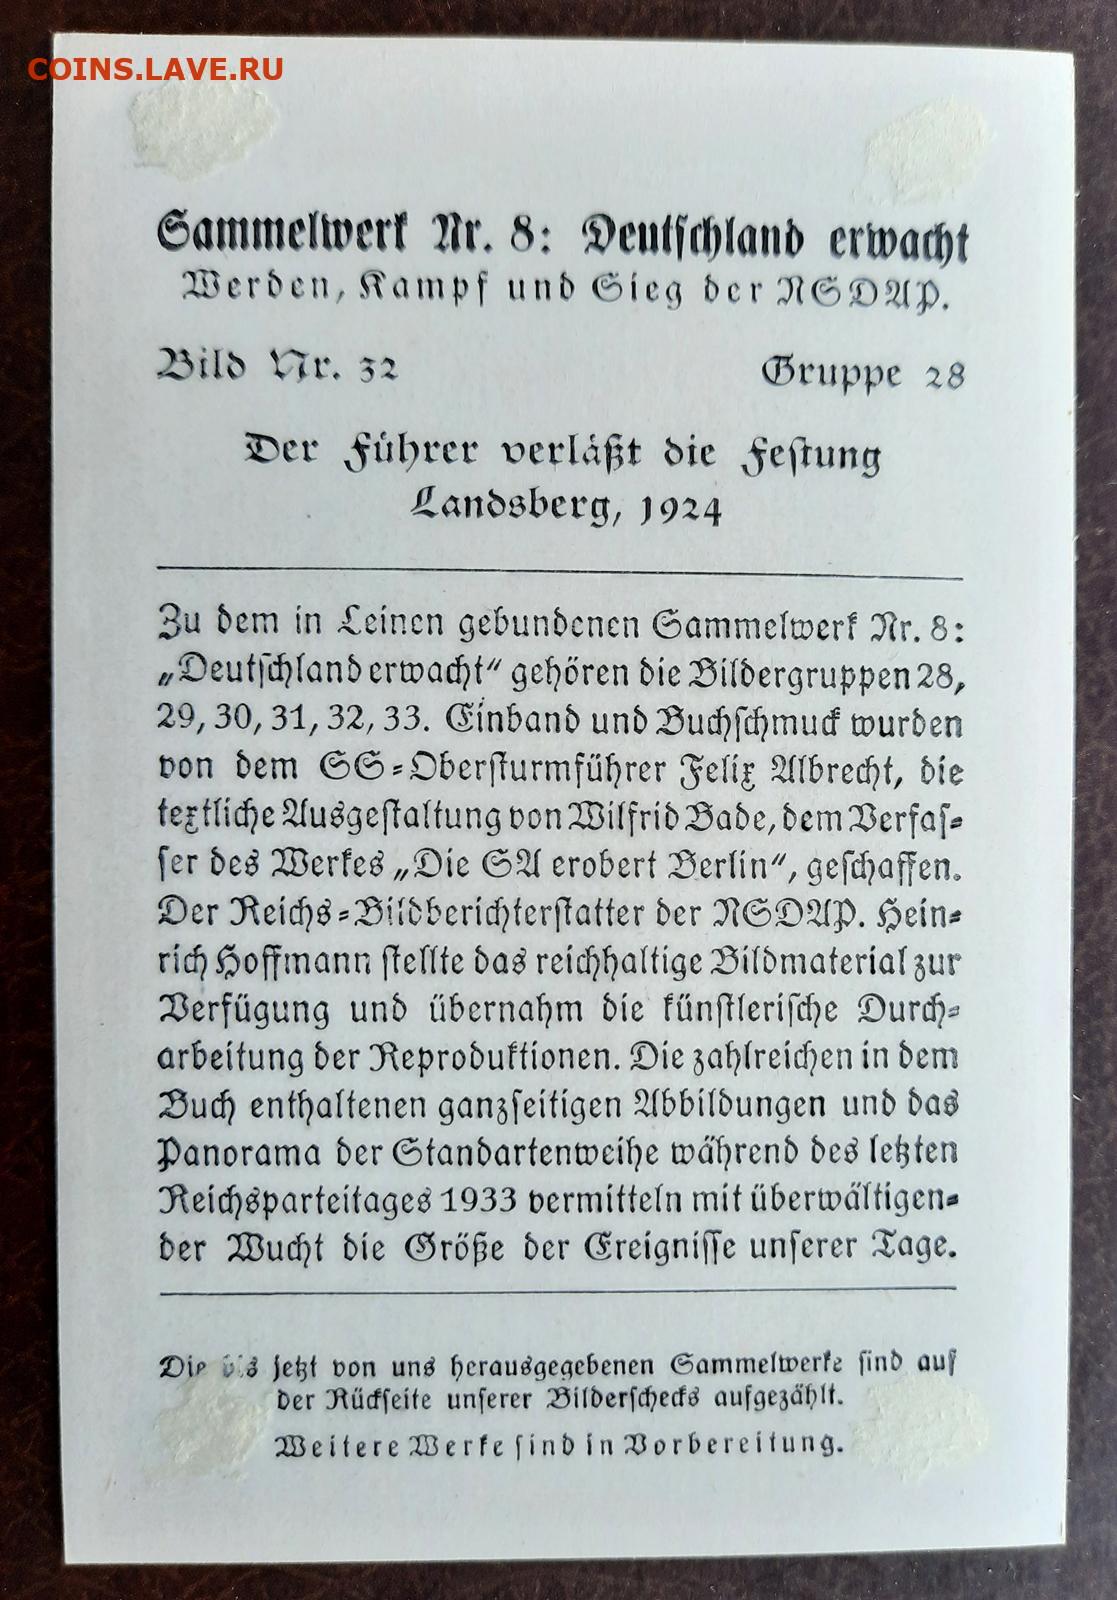 COINS.LAVE.RU
Sammelwerk Nr. 8: Deutschland erwacht
Werden, Kampf und Sieg der NSDAP.
Bild Nr. 32 Gruppe 28
Der Führer verläßt die Festung
Landsberg, 1924
Zu dem in Leinen gebundenen Sammelwerk Nr. 8:
„Deutschland erwacht“ gehören die Bildergruppen 28,
29, 30, 31, 32, 33. Einband und Buchschmuck wurden
von dem SS-Obersturmführer Felix Albrecht, die
textliche Ausgestaltung von Wilfrid Bade, dem Verfas-
ser des Werkes „Die SA erobert Berlin“, geschaffen.
Der Reichs-Bildberichterstatter der NSDAP. Hein-
rich Hoffmann stellte das reichhaltige Bildmaterial zur
Verfügung und übernahm die künstlerische Durch-
arbeitung der Reproduktionen. Die zahlreichen in dem
Buch enthaltenen ganzseitigen Abbildungen und das
Panorama der Standartenweihe während des letzten
Reichsparteitages 1933 vermitteln mit überwältigen-
der Wucht die Größe der Ereignisse unserer Tage.
Die bis jetzt von uns herausgegebenen Sammelwerke sind auf
der Rückseite unserer Bilderschecks aufgezählt.
Weitere Werke sind in Vorbereitung.